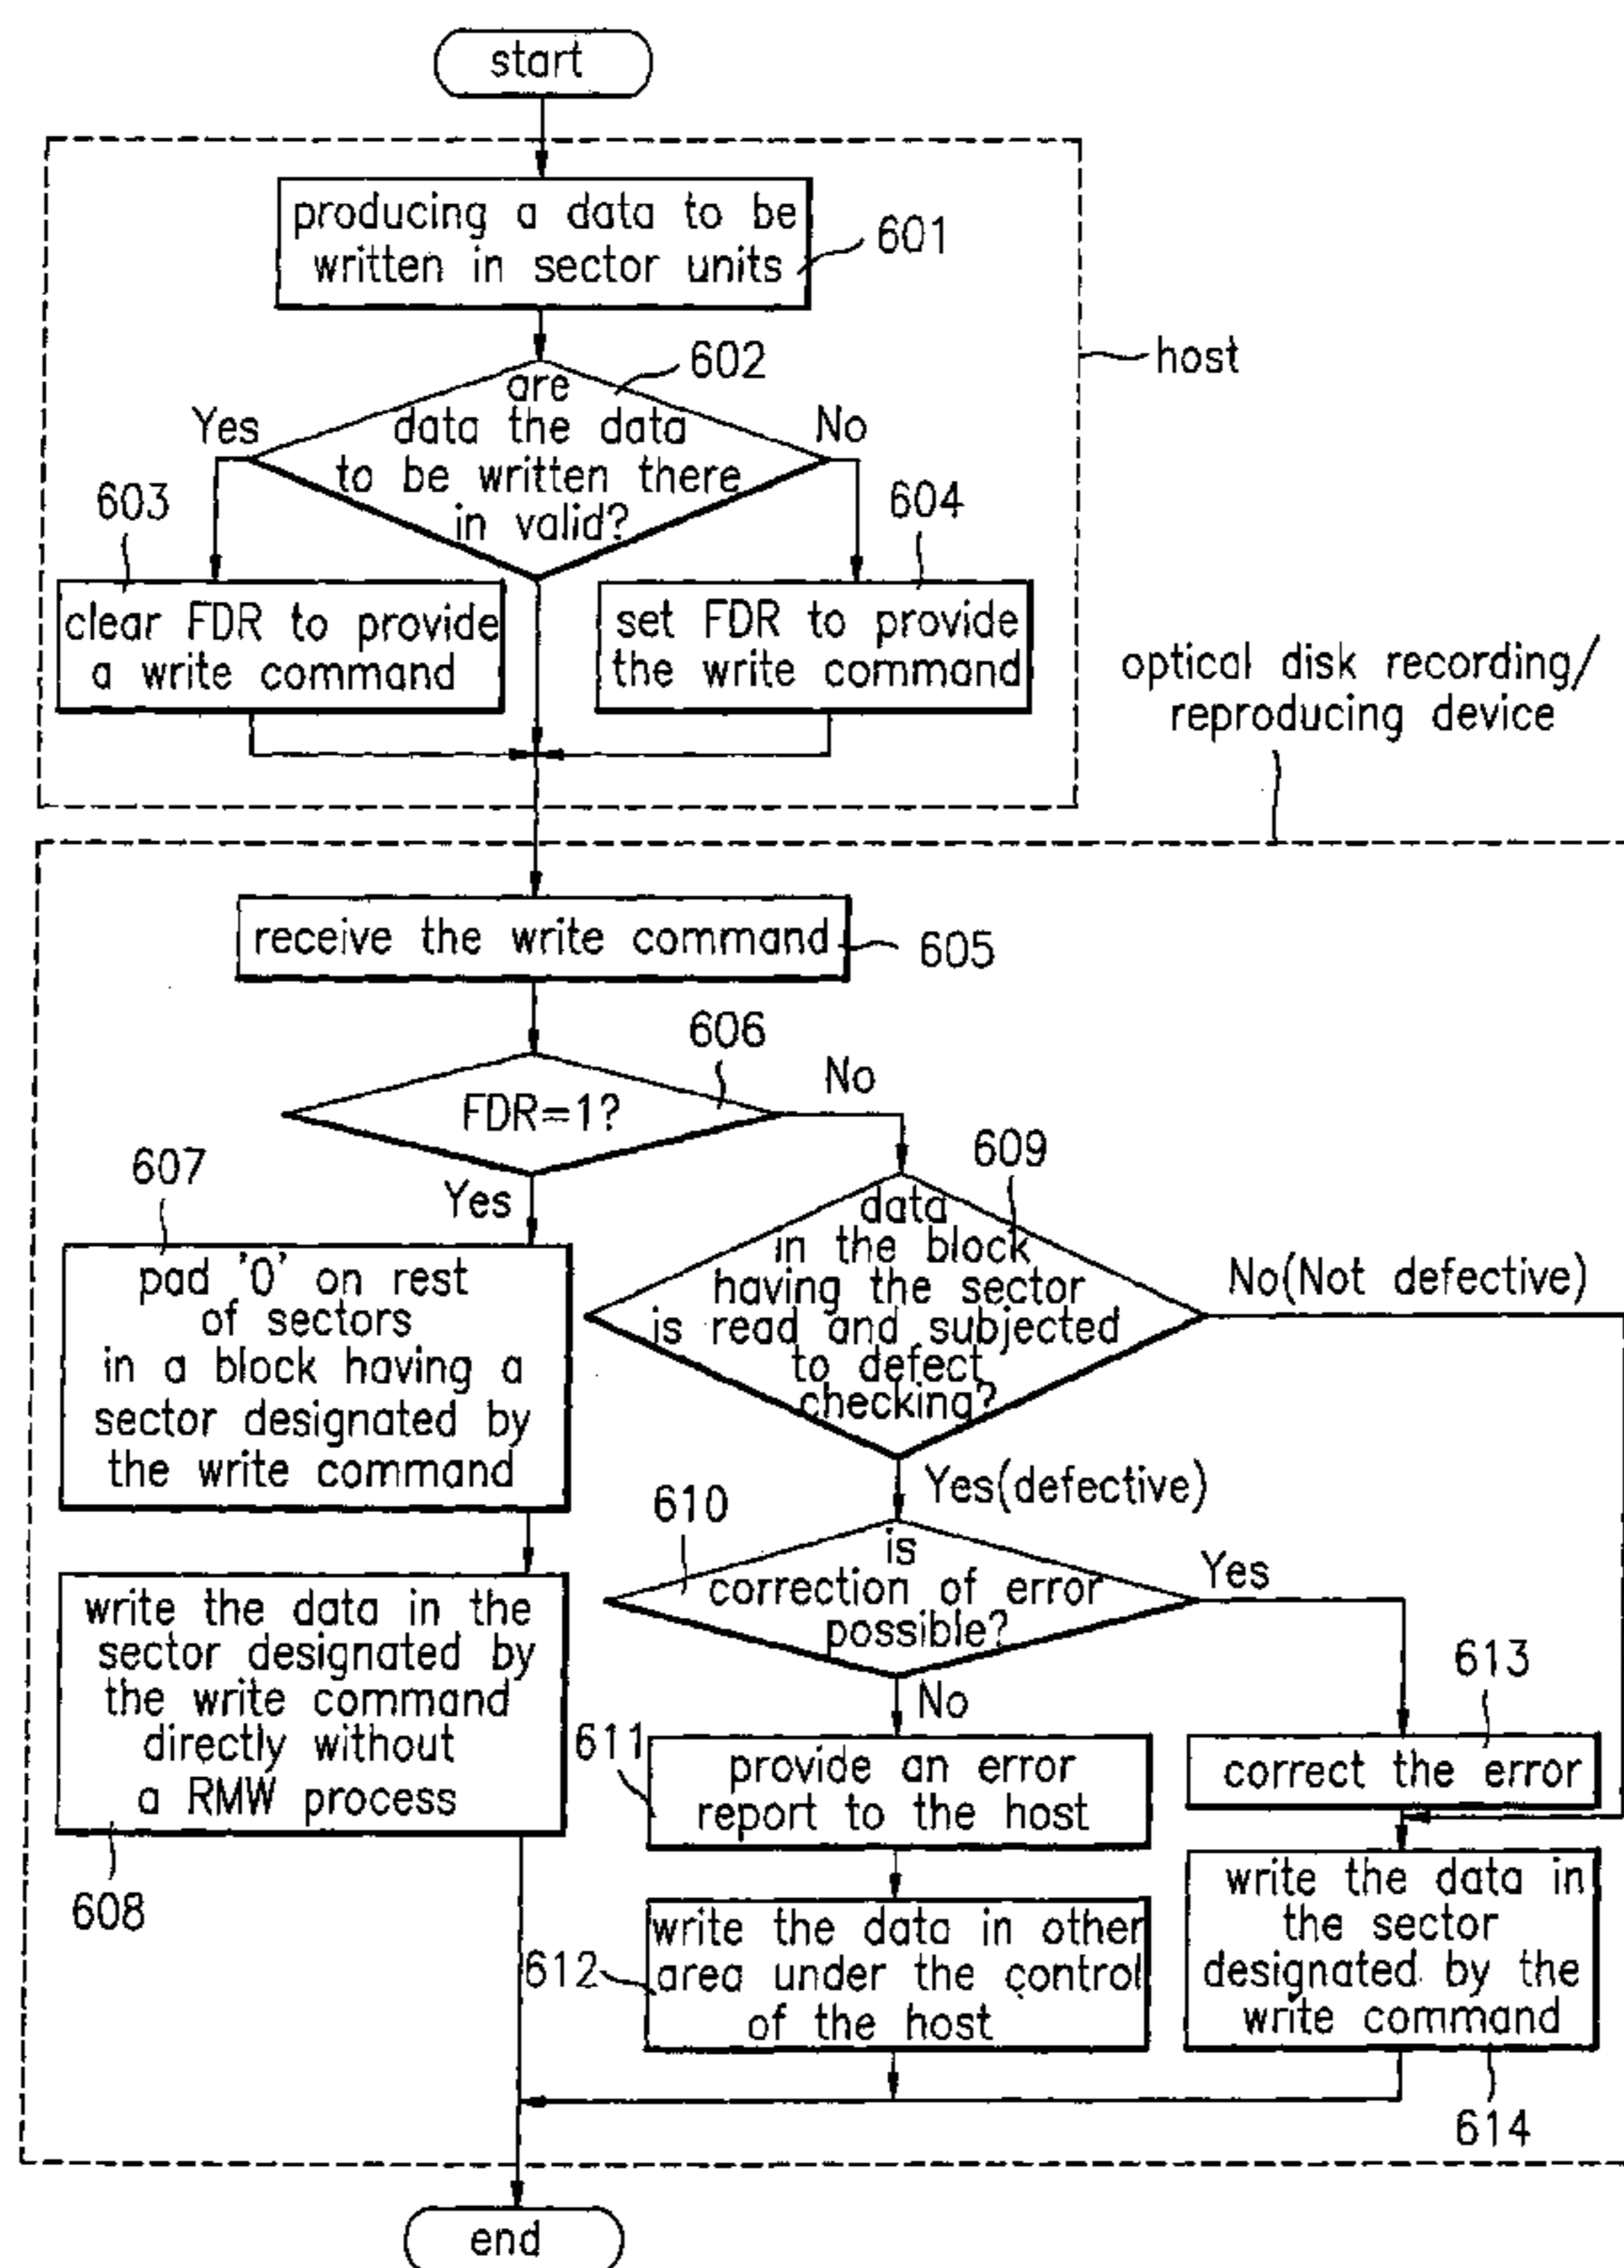 start
producing a data to be
written in sector units
601
host
602
are
data the data
to be written there
in valid?
Yes
No
603
604
clear FDR to provide
a write command
set FDR to provide
the write command
optical disk recording/
reproducing device
receive the write command
605
606
FDR=1?
No
Yes
607
pad '0' on rest
of sectors
in a block having a
sector designated by
the write command
609
data
in the block
having the sector
is read and subjected
to defect
checking?
No(Not defective)
Yes(defective)
write the data in the
sector designated by
the write command
directly without
a RMW process
608
610
is
correction of error
possible?
Yes
No
613
correct the error
611
provide an error
report to the host
612
write the data in other
area under the control
of the host
write the data in
the sector
designated by the
write command
614
end